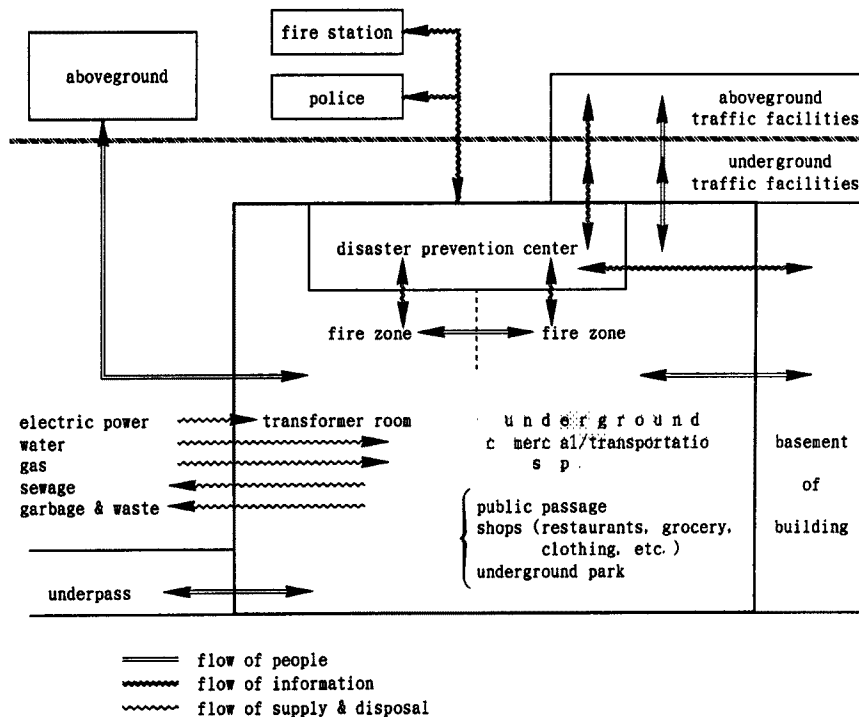 fire station
aboveground
police
aboveground
traffic facilities
underground
traffic facilities
disaster prevention center
fire zone
fire zone
electric power
transformer room
water
gas
sewage
garbage & waste
underground
basement
of
building
public passage
shops (restaurants, grocery,
clothing, etc.)
underground park
underpass
flow of people
flow of information
flow of supply & disposal